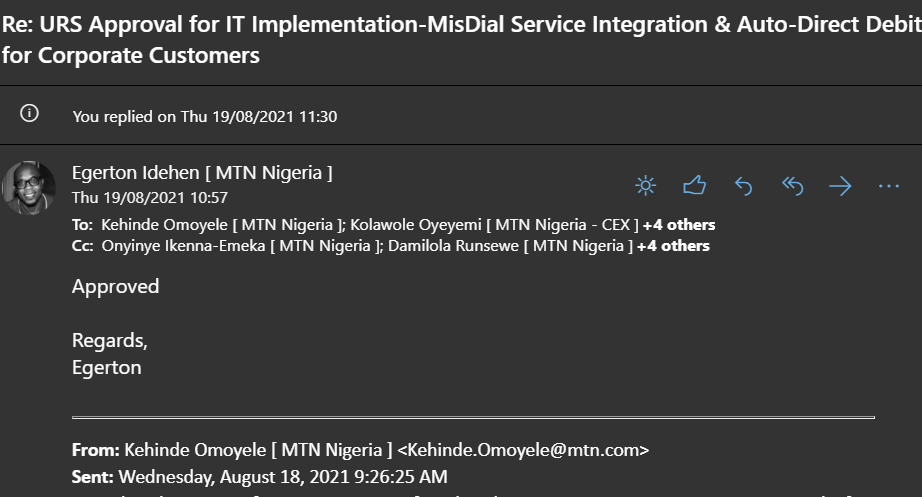 Re: URS Approval for IT Implementation-MisDial Service Integration & Auto-Direct Debit
for Corporate Customers
You replied on Thu 19/08/2021 11:30
Egerton Idehen [ MTN Nigeria ]
Thu 19/08/2021 10:57
To: Kehinde Omoyele [ MTN Nigeria ]; Kolawole Oyeyemi [ MTN Nigeria - CEX ] +4 others
Cc: Onyinye Ikenna-Emeka [ MTN Nigeria ]; Damilola Runsewe [ MTN Nigeria ] +4 others
Approved
Regards,
Egerton
From: Kehinde Omoyele [ MTN Nigeria ] <Kehinde.Omoyele@mtn.com>
Sent: Wednesday, August 18, 2021 9:26:25 AM